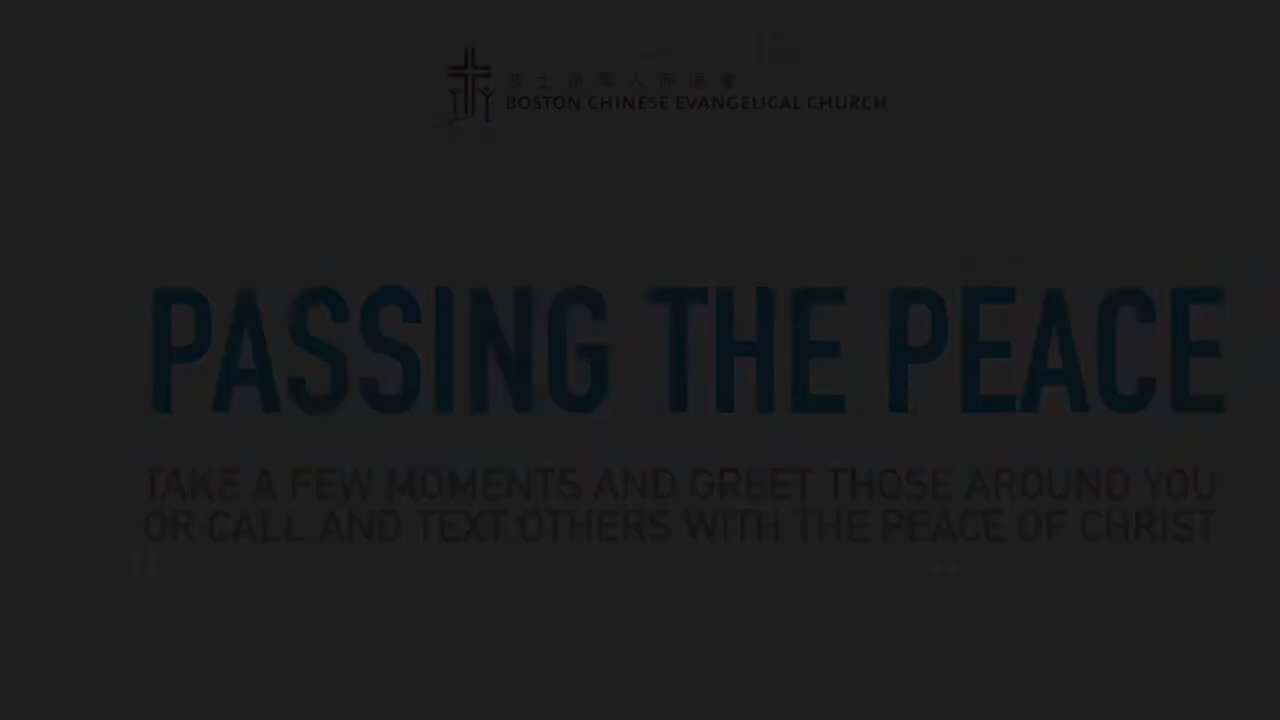 BOSTON CHINESE EVANGELICAL CHURCH
PASSING THE PEACE
TAKE A FEW MOMENTS AND GREET THOSE AROUND YOU
OR CALL AND TEXT OTHERS WITH THE PEACE OF CHRIST